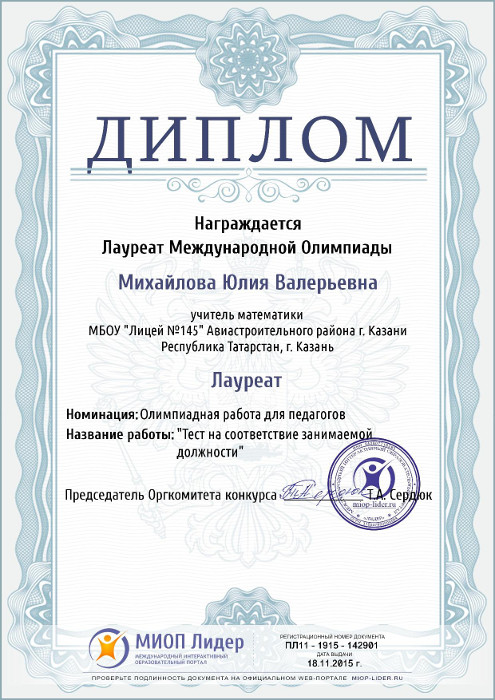 ДИПЛОМ
Награждается
Лауреат Международной Олимпиады
Михайлова Юлия Валерьевна
учитель математики
МБОУ "Лицей №145" Авиастроительного района г. Казани
Республика Татарстан, г. Казань
Лауреат
Номинация: Олимпиадная работа для педагогов
Название работы: "Тест на соответствие занимаемой
должности"
Председатель Оргкомитета конкурса Т.А. Сердюк
miop-lider.ru
МИОП Лидер
МЕЖДУНАРОДНЫЙ ИНТЕРАКТИВНЫЙ
ОБРАЗОВАТЕЛЬНЫЙ ПОРТАЛ
РЕГИСТРАЦИОННЫЙ НОМЕР ДОКУМЕНТА
ПЛ11 - 1915 - 142901
ДАТА ВЫДАЧИ
18.11.2015 г.
ПРОВЕРЬТЕ ПОДЛИННОСТЬ ДОКУМЕНТА НА ОФИЦИАЛЬНОМ WEB-ПОРТАЛЕ MIOP-LIDER.RU